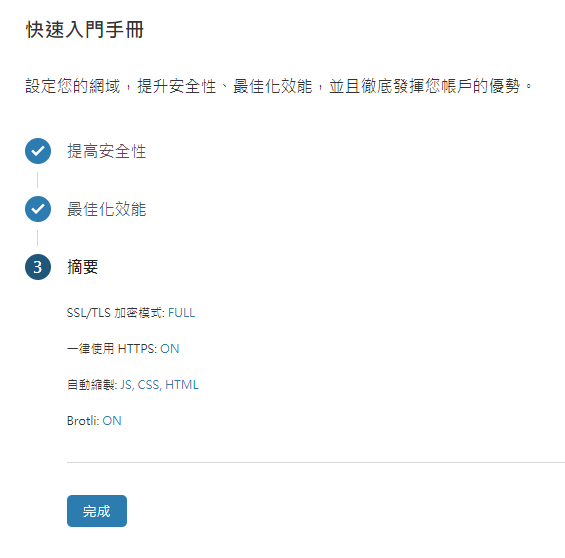 快速入門手冊
設定您的網域，提升安全性、最佳化效能，並且徹底發揮您帳戶的優勢。
提高安全性
最佳化效能
3 摘要
SSL/TLS 加密模式: FULL
一律使用 HTTPS: ON
自動縮製: JS, CSS, HTML
Brotli: ON
完成